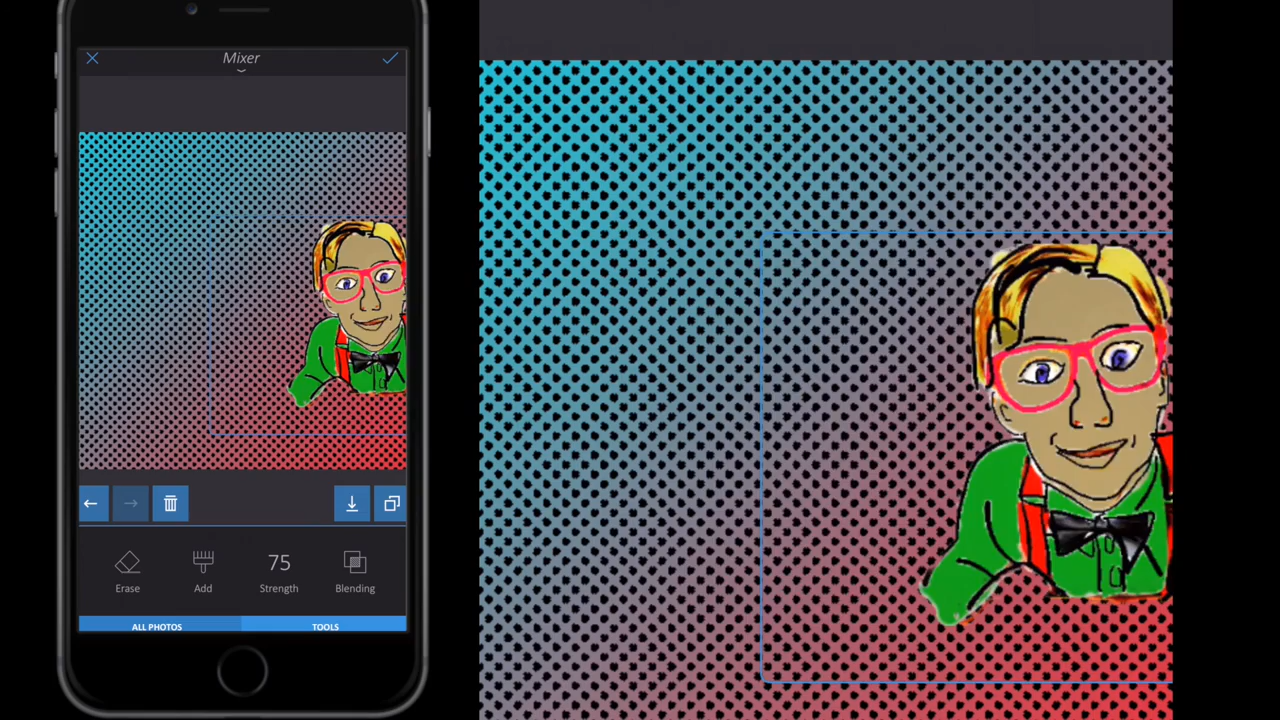 Mixer
75
Erase
Add
Strength
Blending
ALL PHOTOS
TOOLS